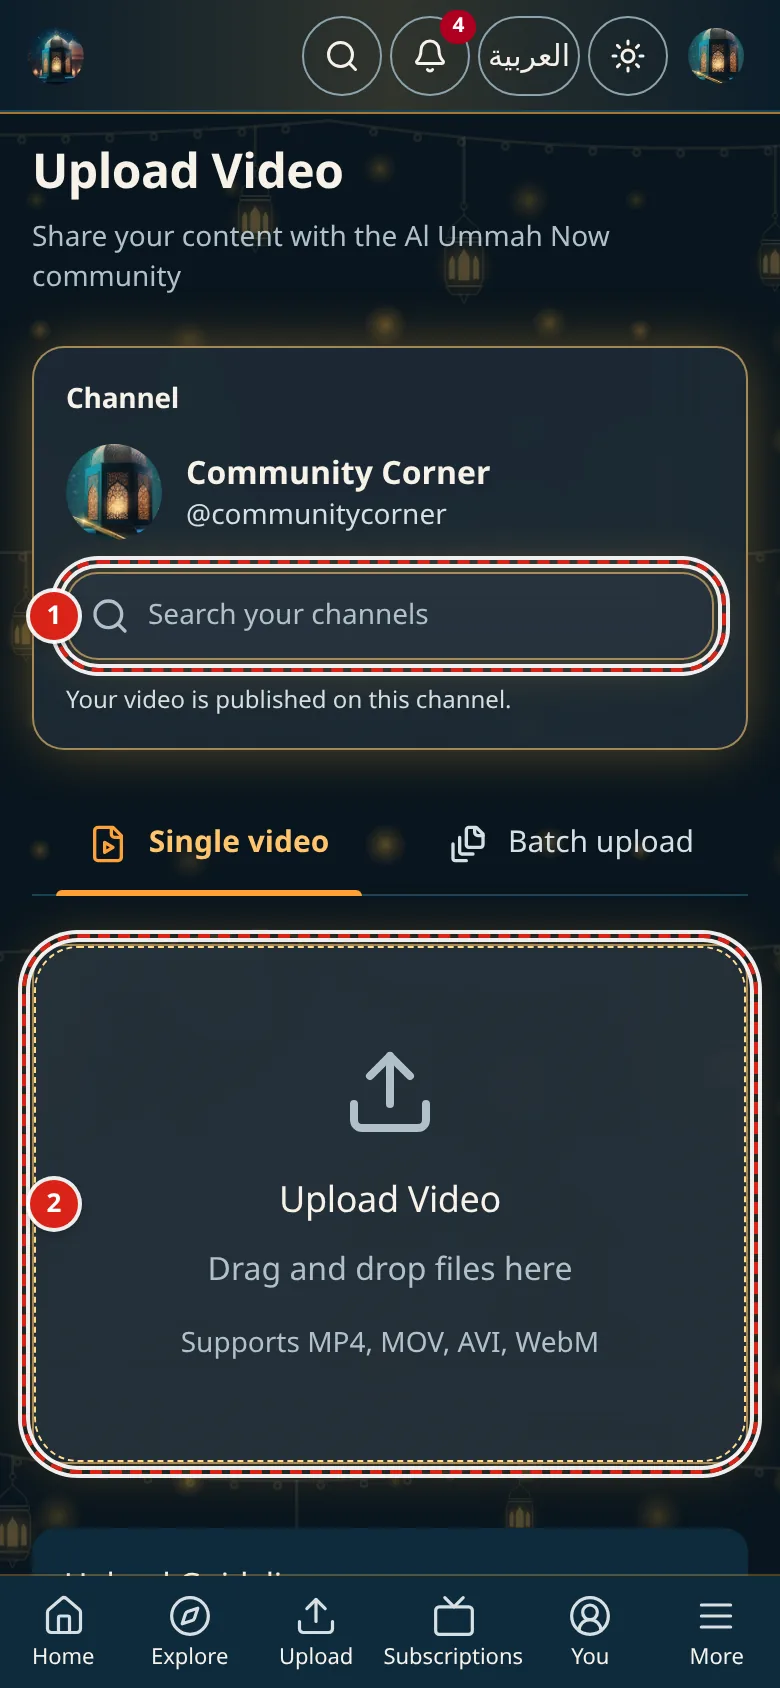 4
العربية
Upload Video
Share your content with the Al Ummah Now
community
Channel
Community Corner
@communitycorner
1
Search your channels
Your video is published on this channel.
Single video
Batch upload
2
Upload Video
Drag and drop files here
Supports MP4, MOV, AVI, WebM
Home
Explore
Upload
Subscriptions
You
More